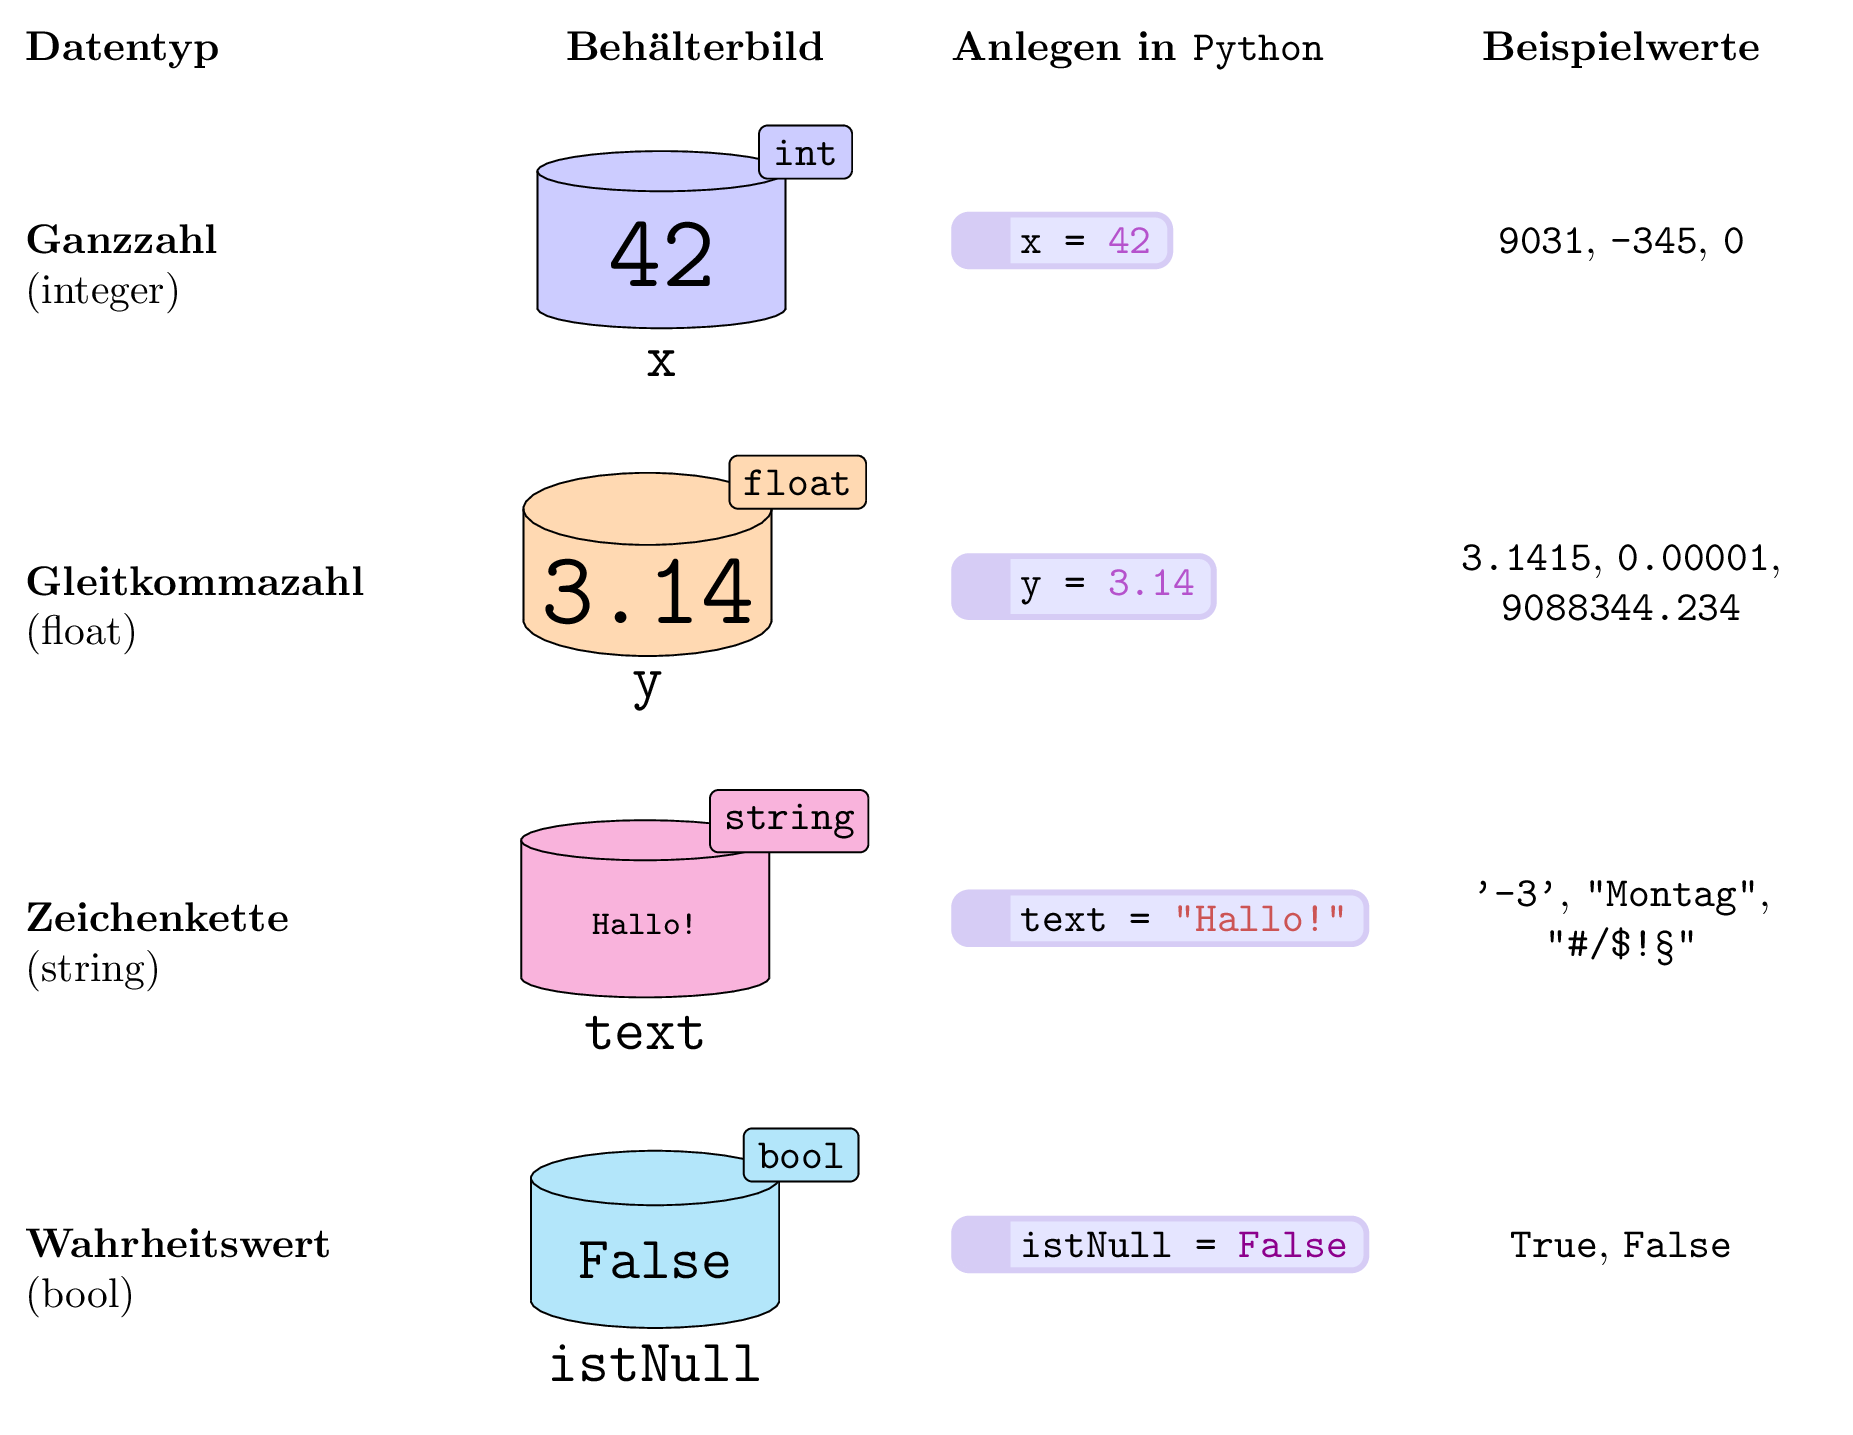 Datentyp Behälterbild Anlegen in Python Beispielwerte
int
42
x
Ganzzahl
(integer)
x = 42
9031, -345, 0
float
3.14
y
Gleitkommazahl
(float)
y = 3.14
3.1415, 0.00001,
9088344.234
string
Hallo!
text
Zeichenkette
(string)
text = "Hallo!"
'-3', "Montag",
"#/$!§"
bool
False
istNull
Wahrheitswert
(bool)
istNull = False
True, False